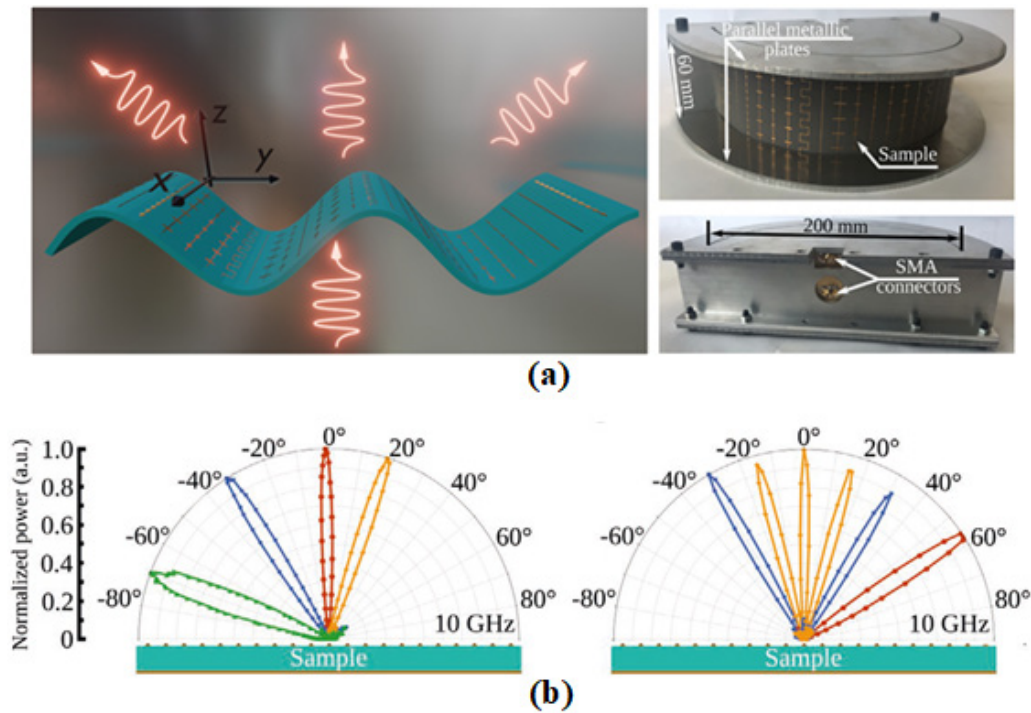 z
y
x
Parallel metallic
plates
60 mm
Sample
200 mm
SMA
connectors
(a)
Normalized power (a.u.)
1.0
0.8
0.6
0.4
0.2
0
-80°
-60°
-40°
-20°
0°
20°
40°
60°
80°
10 GHz
Sample
-80°
-60°
-40°
-20°
0°
20°
40°
60°
80°
10 GHz
Sample
(b)